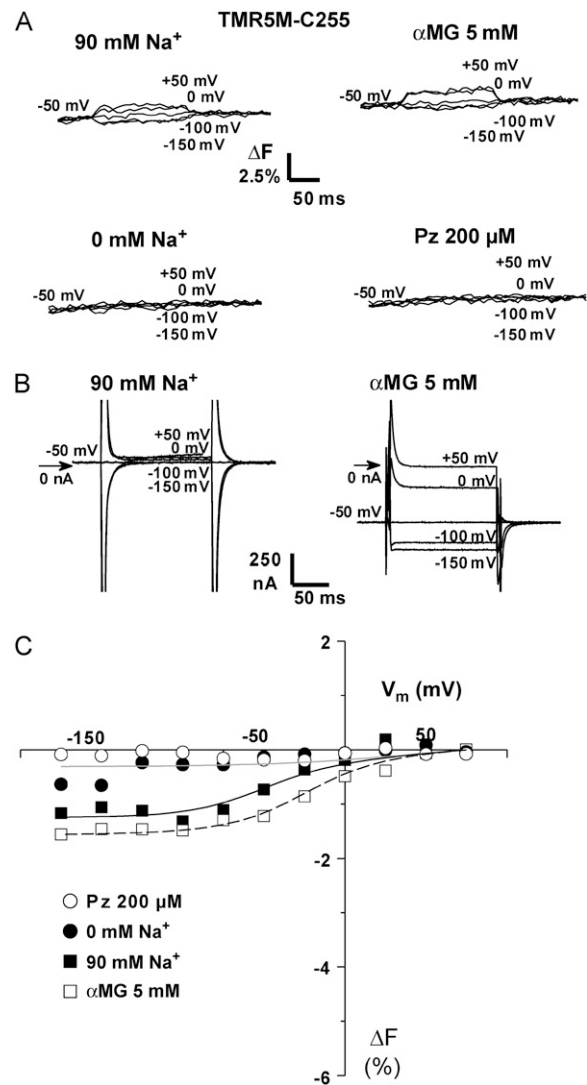 A
TMR5M-C255
90 mM Na+
αMG 5 mM
+50 mV
0 mV
-50 mV
-100 mV
-150 mV
+50 mV
0 mV
-50 mV
-100 mV
-150 mV
ΔF
2.5%
50 ms
0 mM Na+
Pz 200 µM
+50 mV
0 mV
-50 mV
-100 mV
-150 mV
+50 mV
0 mV
-50 mV
-100 mV
-150 mV
B
90 mM Na+
αMG 5 mM
-50 mV
+50 mV
0 mV
0 nA
-100 mV
-150 mV
+50 mV
0 nA
0 mV
-50 mV
-100 mV
-150 mV
250
nA
50 ms
C
2
Vm (mV)
-150
-50
50
0
-2
-4
-6
Pz 200 µM
0 mM Na+
90 mM Na+
αMG 5 mM
ΔF
(%)